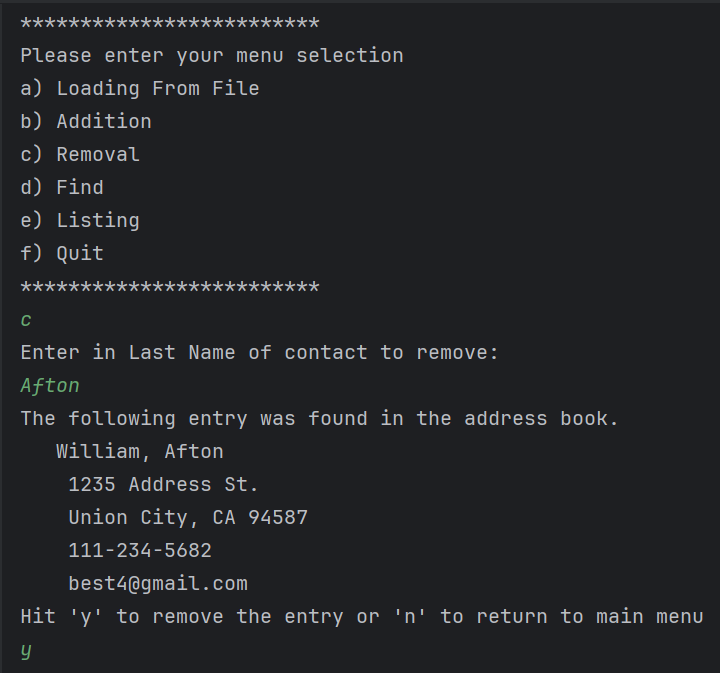 *************************
Please enter your menu selection
a) Loading From File
b) Addition
c) Removal
d) Find
e) Listing
f) Quit
*************************
c
Enter in Last Name of contact to remove:
Afton
The following entry was found in the address book.
   William, Afton
    1235 Address St.
    Union City, CA 94587
    111-234-5682
    best4@gmail.com
Hit 'y' to remove the entry or 'n' to return to main menu
y